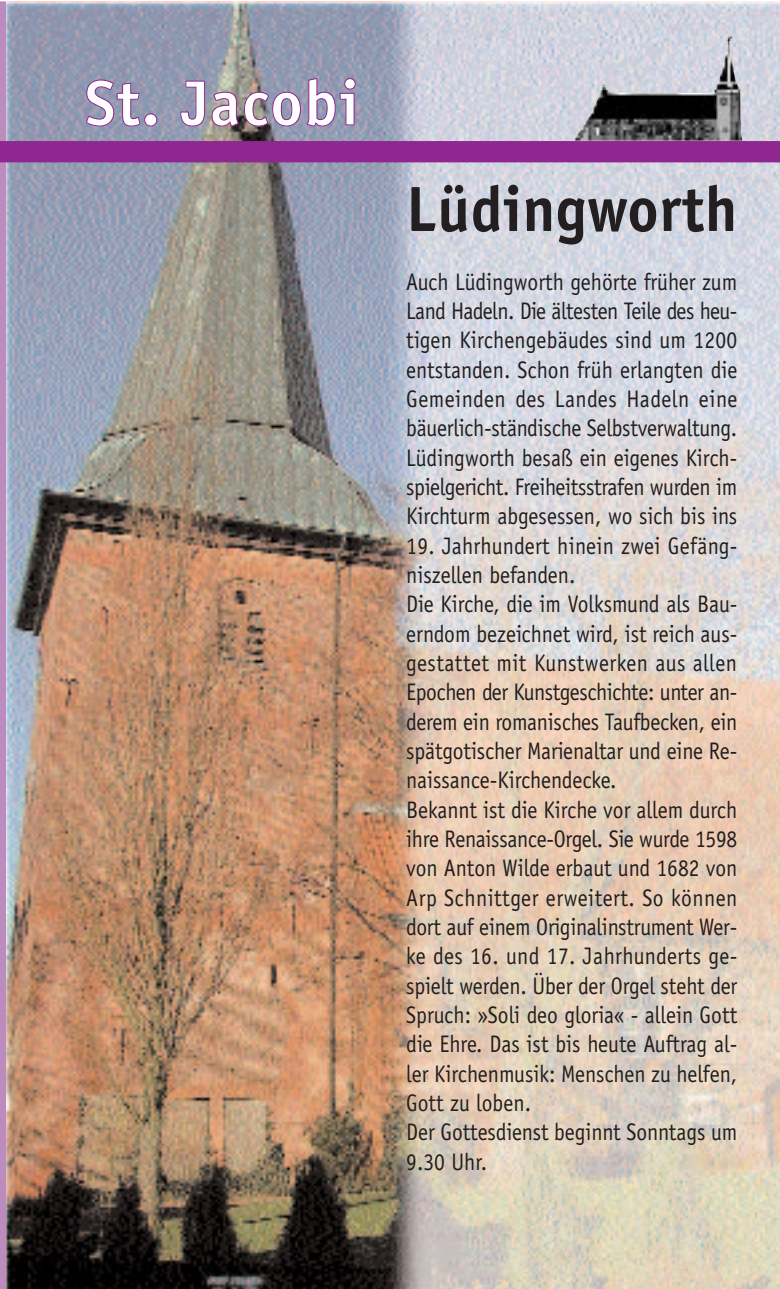 St. Jacobi
Lüdingworth
Auch Lüdingworth gehörte früher zum
Land Hadeln. Die ältesten Teile des heu-
tigen Kirchengebäudes sind um 1200
entstanden. Schon früh erlangten die
Gemeinden des Landes Hadeln eine
bäuerlich-ständische Selbstverwaltung.
Lüdingworth besaß ein eigenes Kirch-
spielgericht. Freiheitsstrafen wurden im
Kirchturm abgesessen, wo sich bis ins
19. Jahrhundert hinein zwei Gefäng-
niszellen befanden.
Die Kirche, die im Volksmund als Bau-
erndom bezeichnet wird, ist reich aus-
gestattet mit Kunstwerken aus allen
Epochen der Kunstgeschichte: unter an-
derem ein romanisches Taufbecken, ein
spätgotischer Marienaltar und eine Re-
naissance-Kirchendecke.
Bekannt ist die Kirche vor allem durch
ihre Renaissance-Orgel. Sie wurde 1598
von Anton Wilde erbaut und 1682 von
Arp Schnittger erweitert. So können
dort auf einem Originalinstrument Wer-
ke des 16. und 17. Jahrhunderts ge-
spielt werden. Über der Orgel steht der
Spruch: »Soli deo gloria« - allein Gott
die Ehre. Das ist bis heute Auftrag al-
ler Kirchenmusik: Menschen zu helfen,
Gott zu loben.
Der Gottesdienst beginnt Sonntags um
9.30 Uhr.